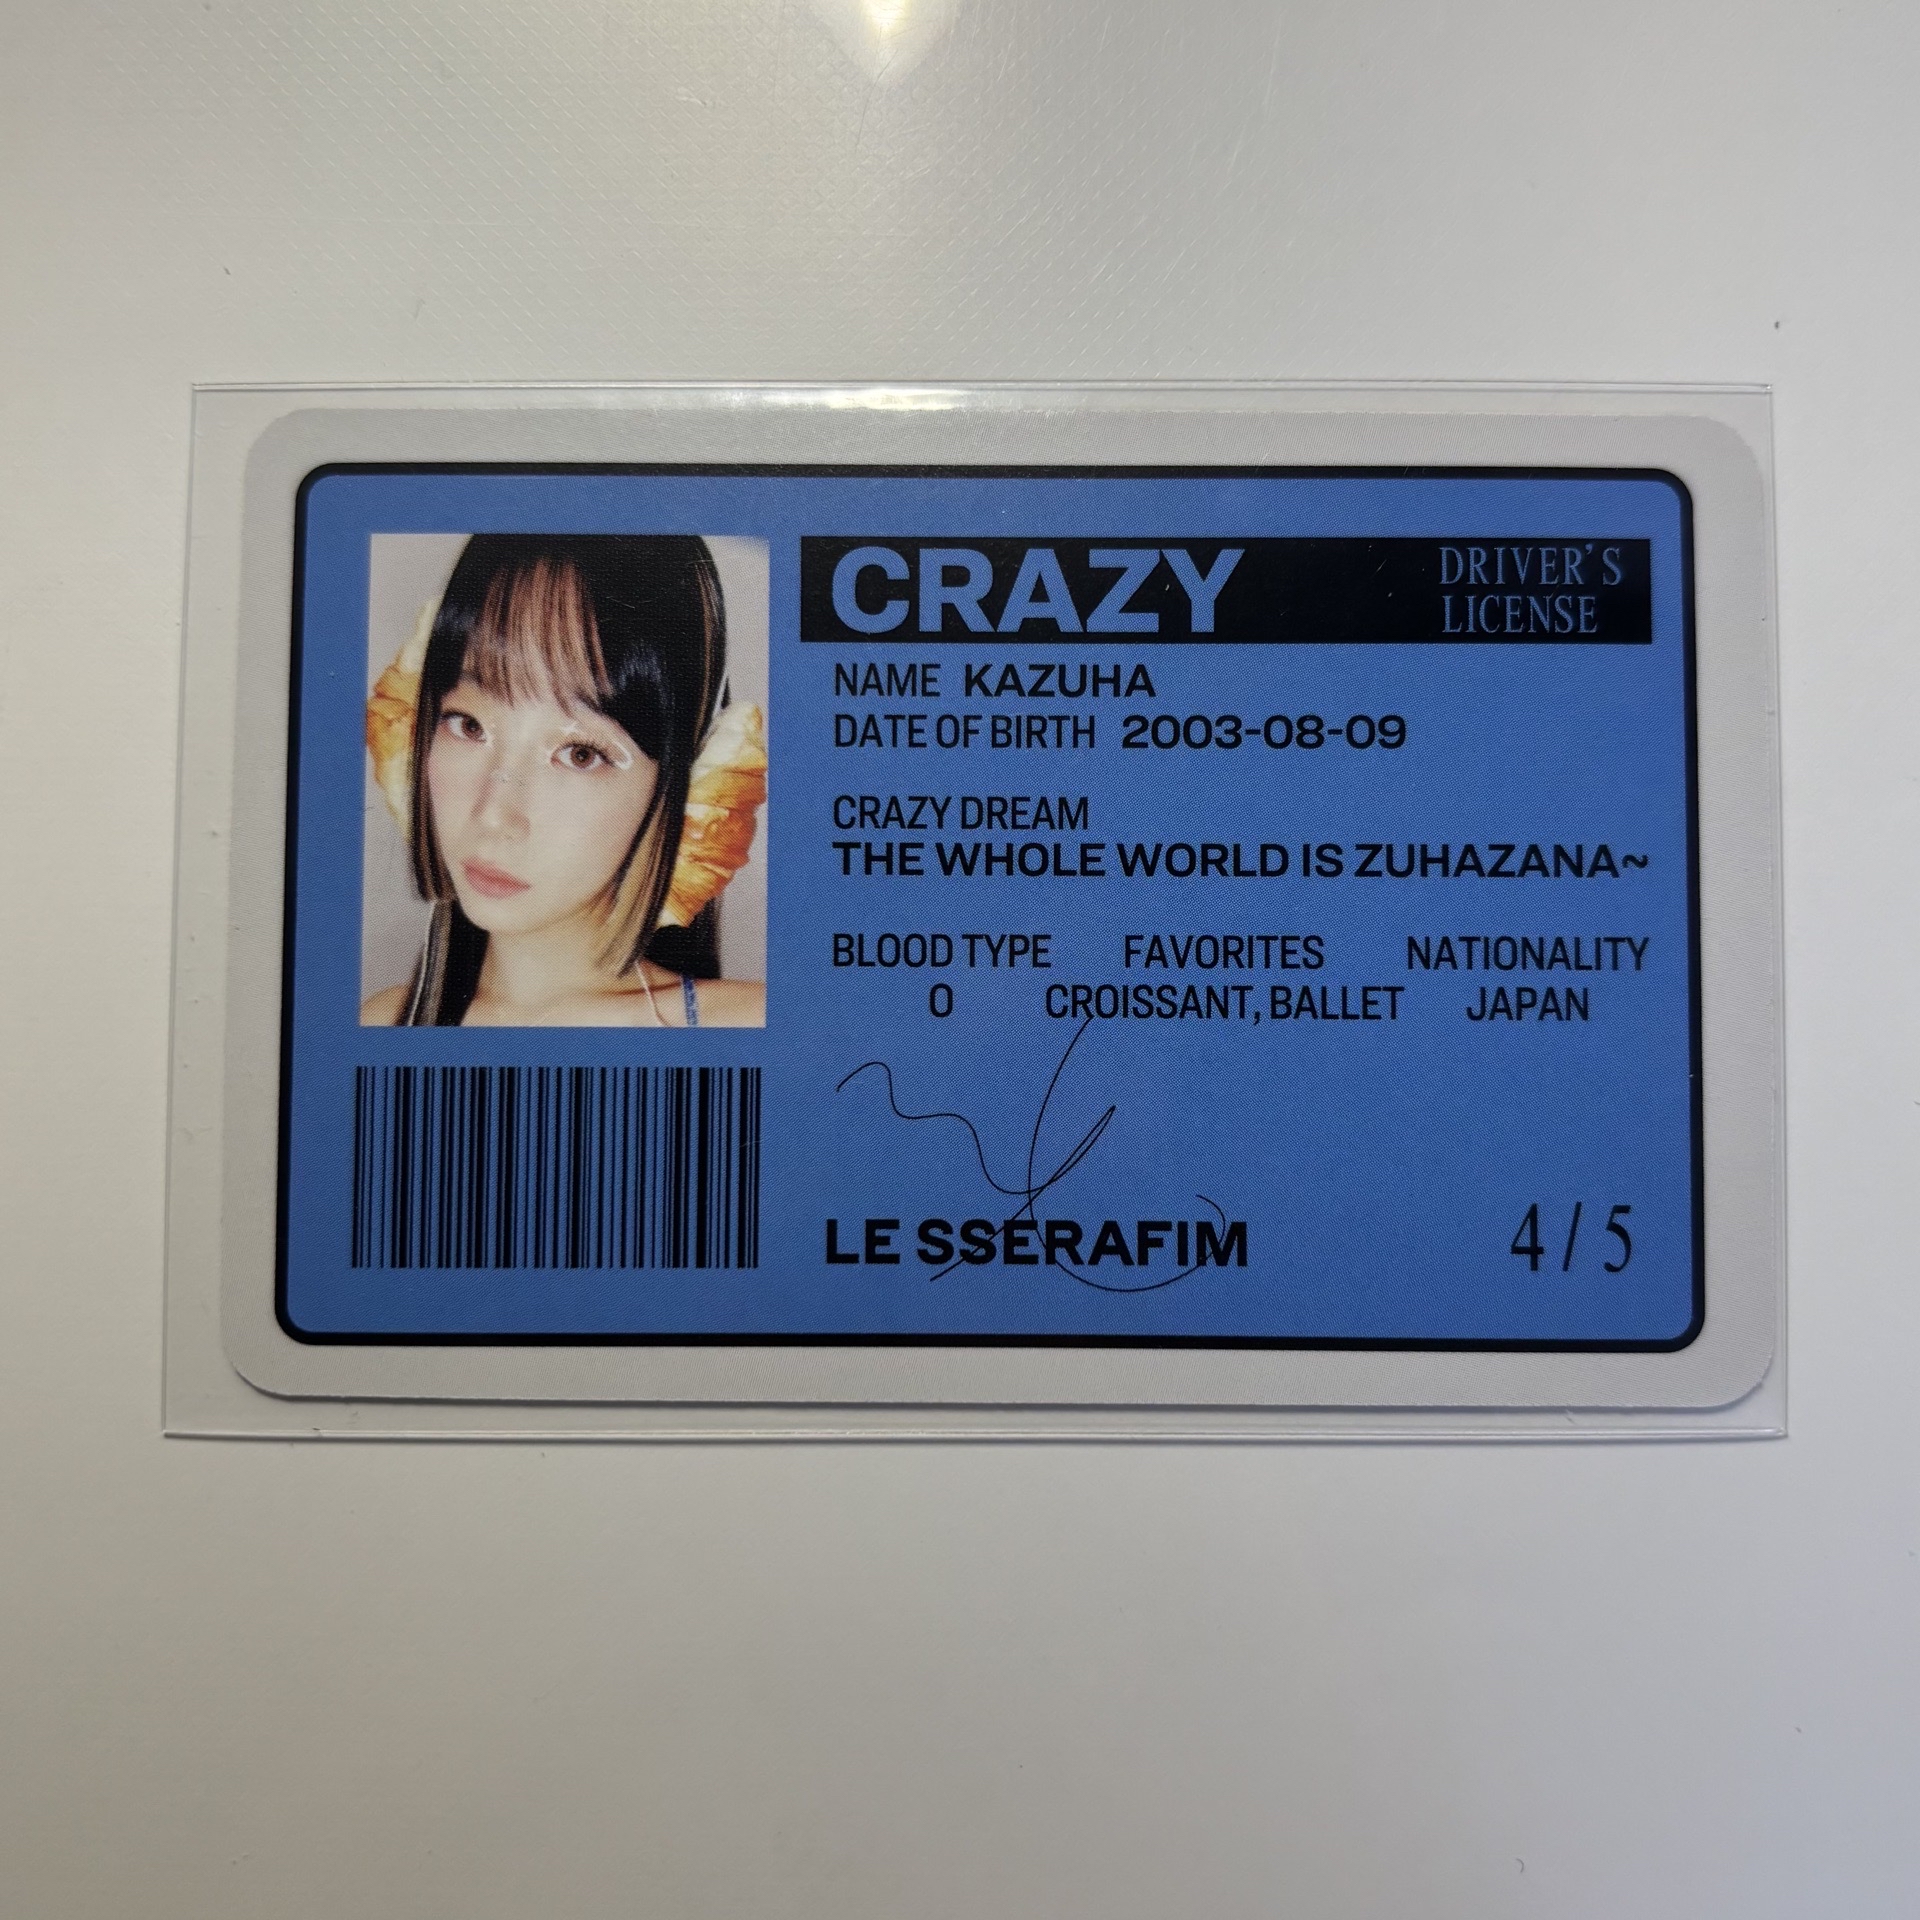 CRAZY
DRIVER'S
LICENSE
NAME KAZUHA
DATE OF BIRTH 2003-08-09
CRAZY DREAM
THE WHOLE WORLD IS ZUHAZANA~
BLOOD TYPE FAVORITES NATIONALITY
O CROISSANT, BALLET JAPAN
LE SSERAFIM
4/5